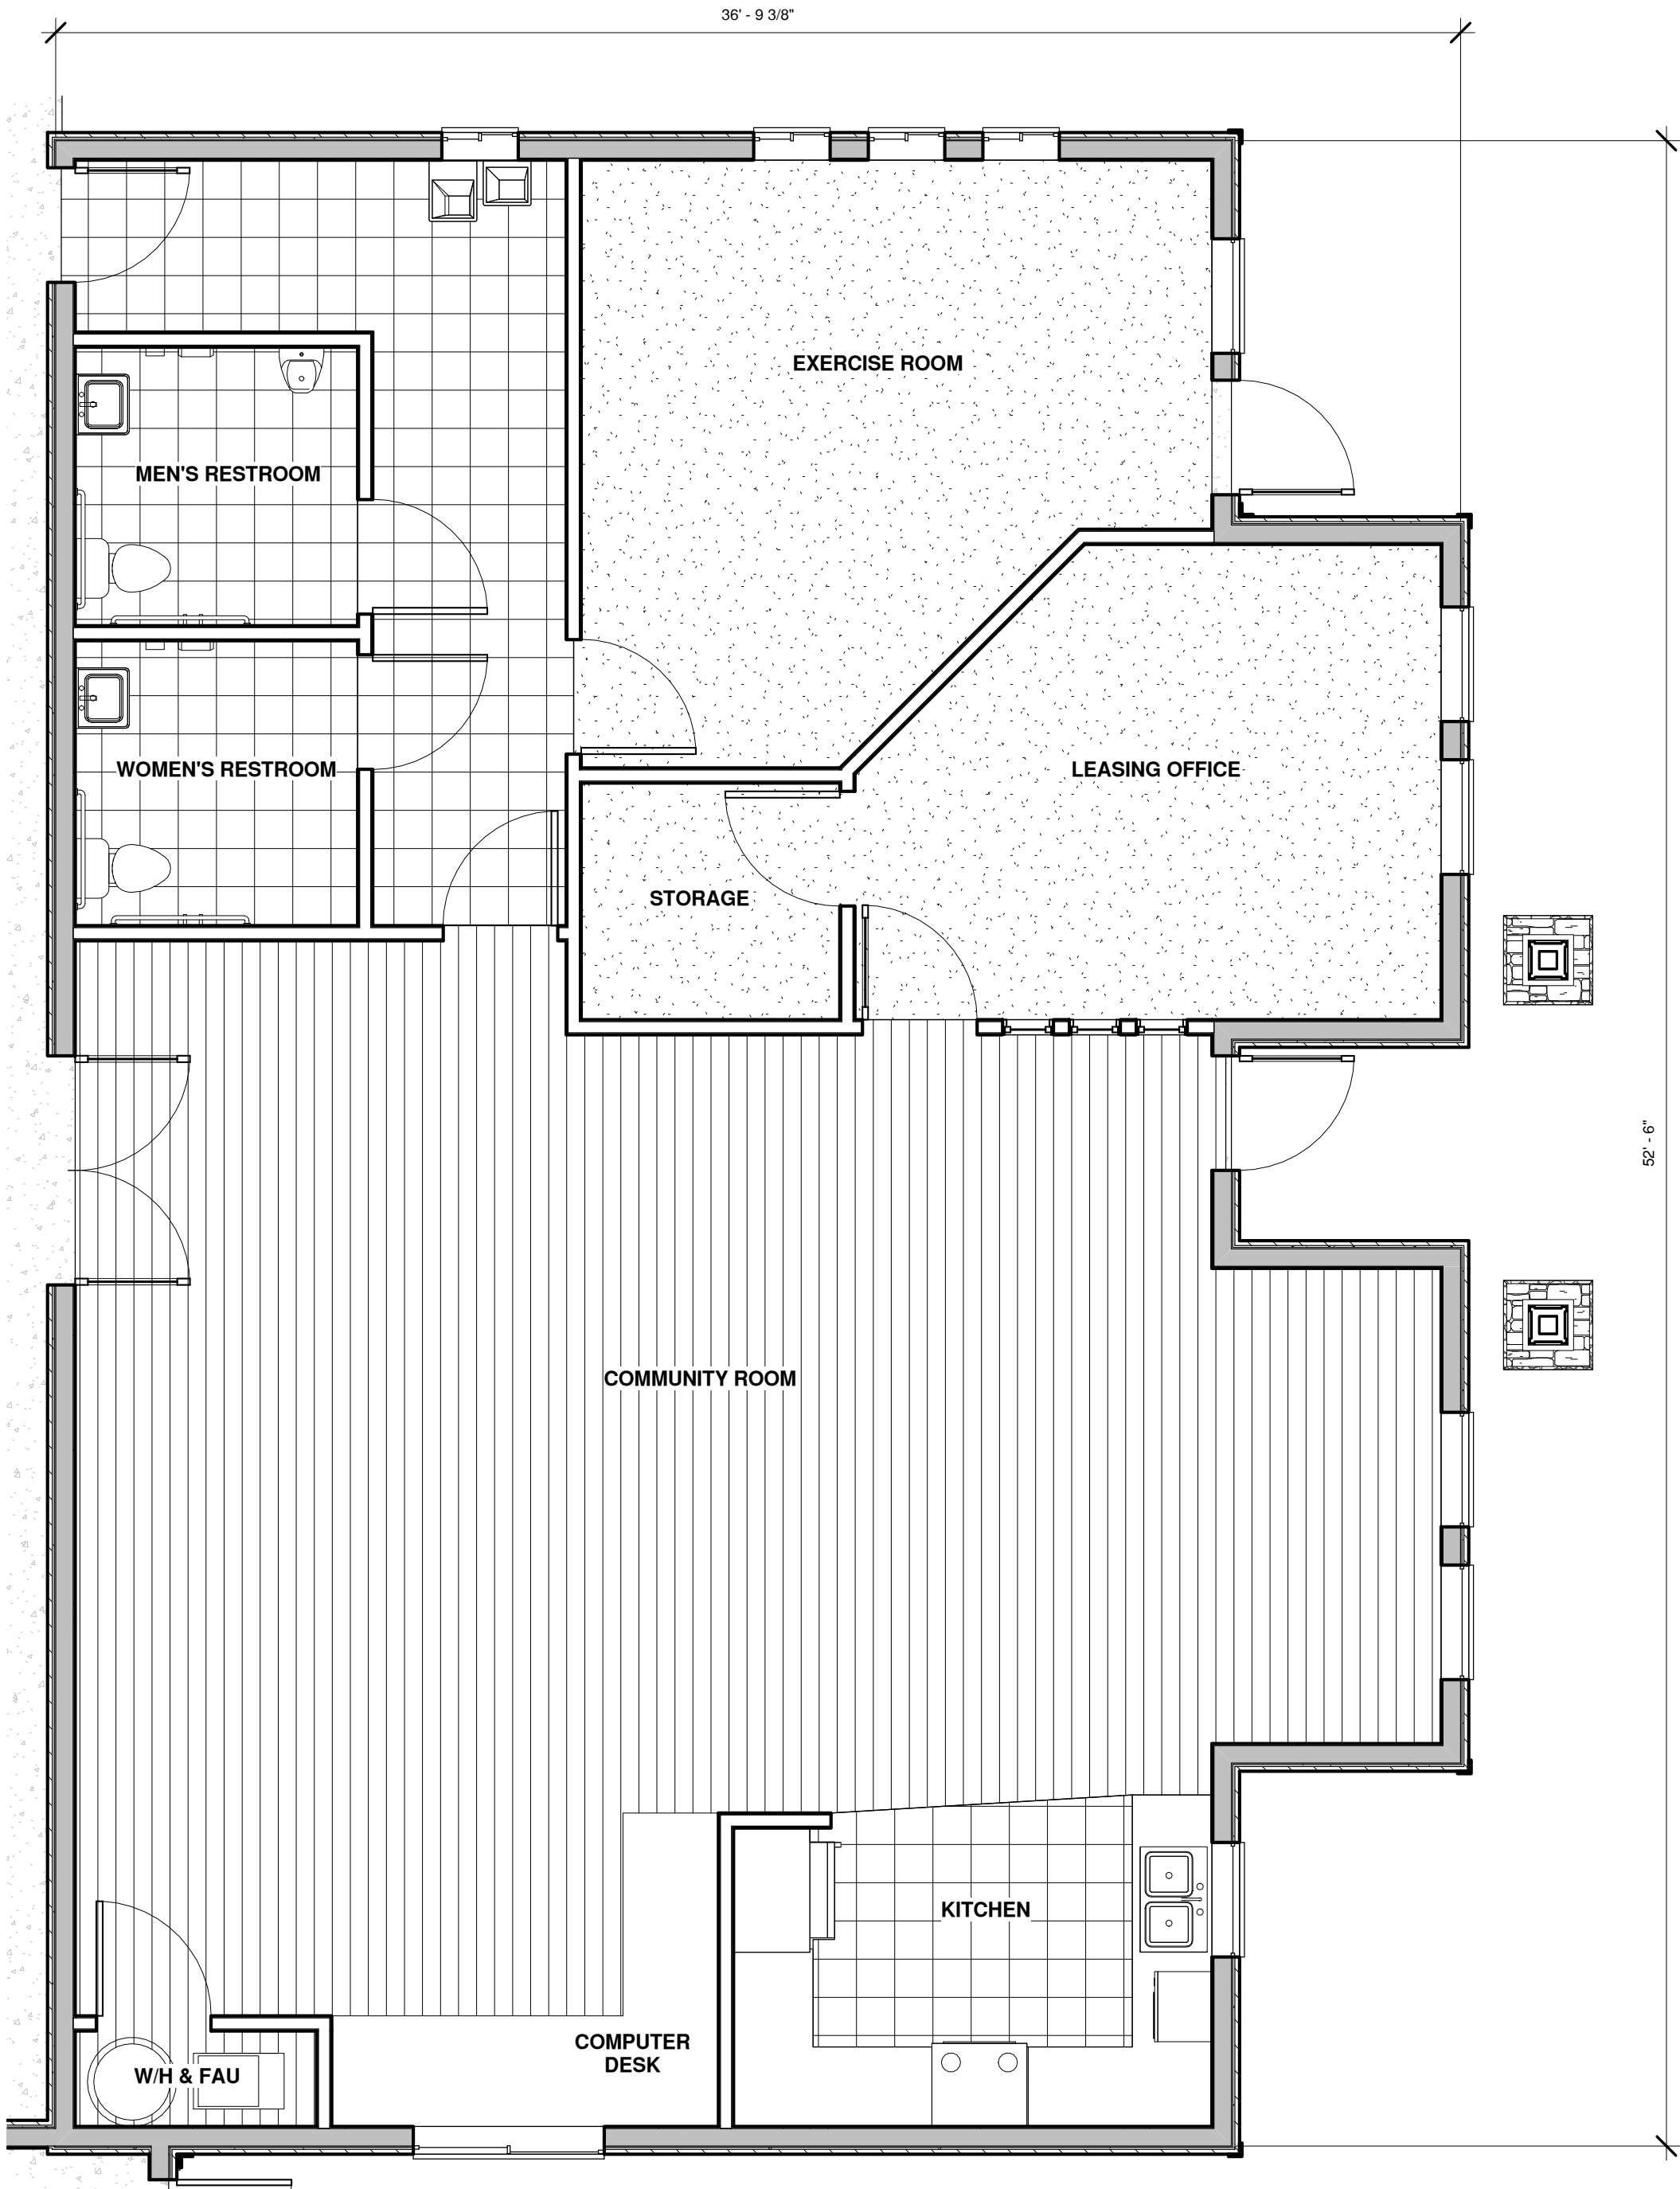 36' - 9 3/8"
EXERCISE ROOM
MEN'S RESTROOM
WOMEN'S RESTROOM
LEASING OFFICE
STORAGE
52' - 6"
COMMUNITY ROOM
KITCHEN
COMPUTER
DESK
W/H & FAU